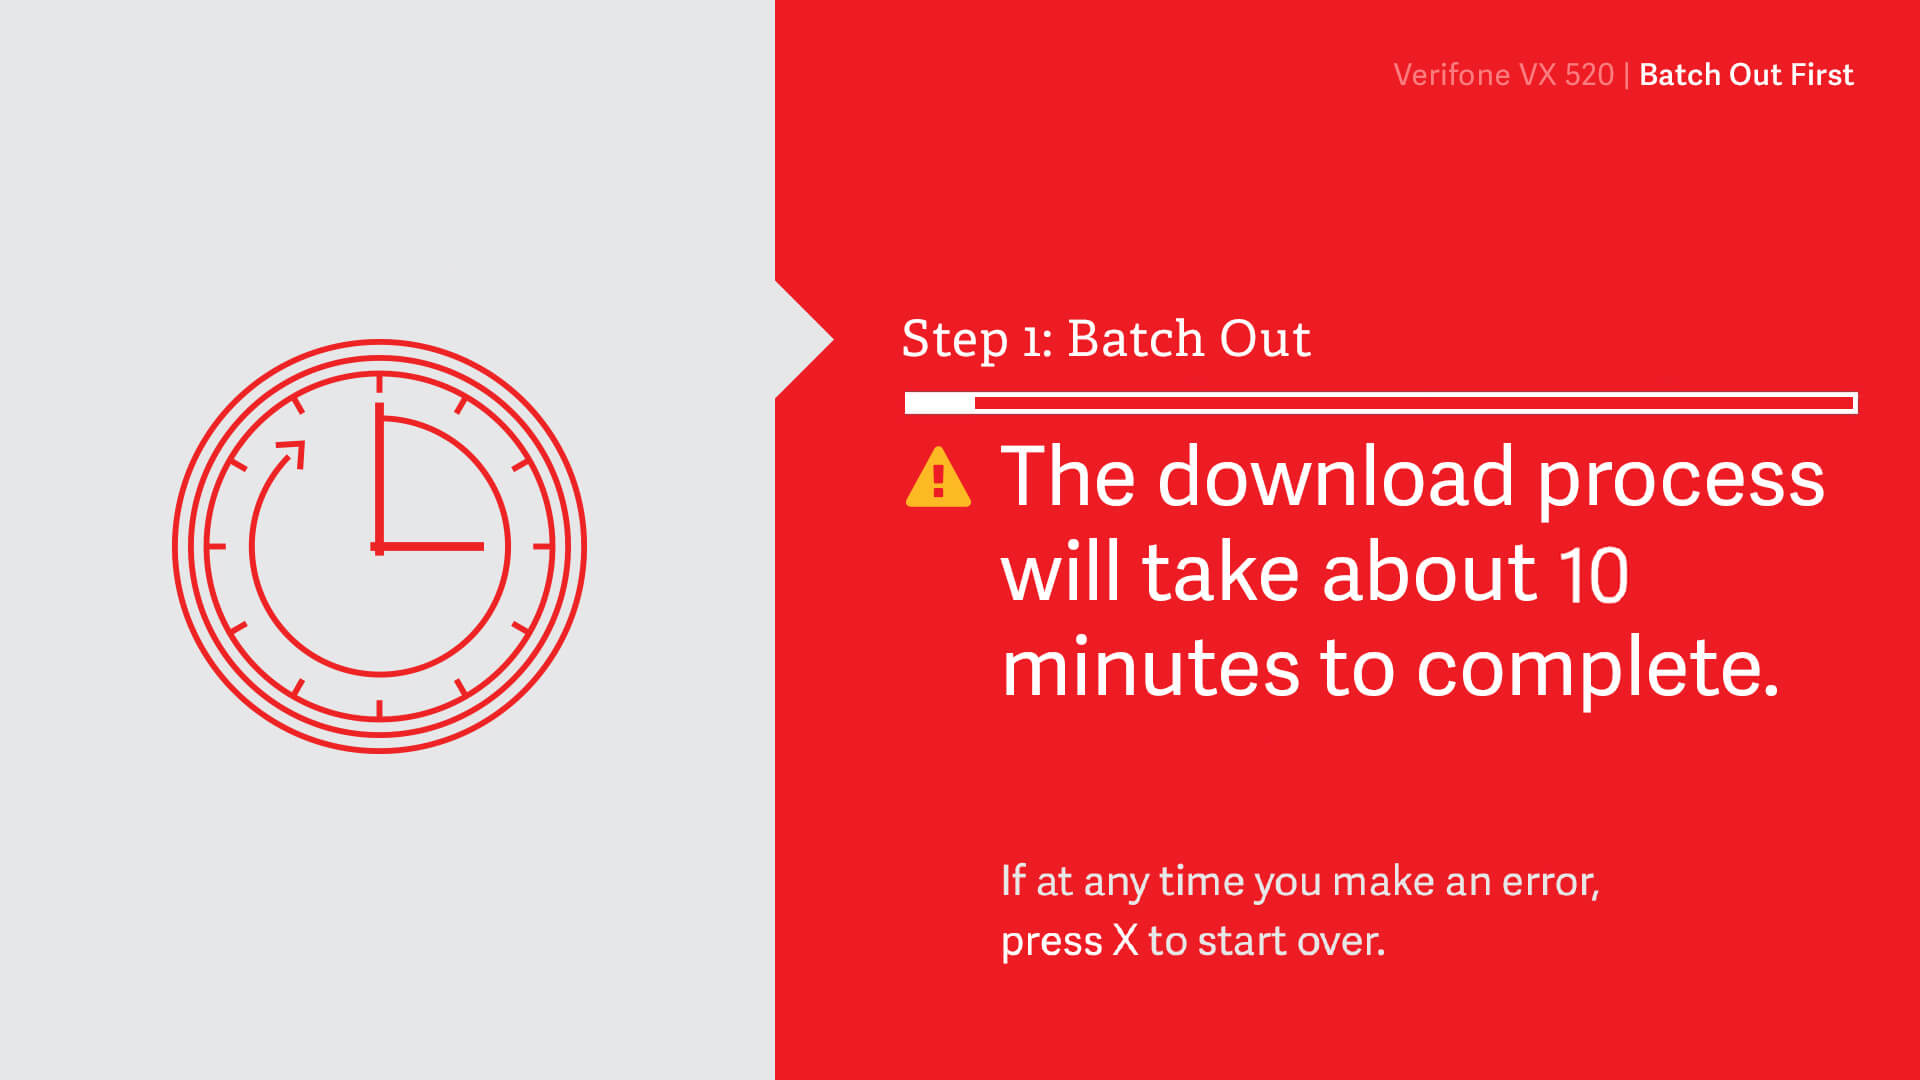 Verifone VX 520 | Batch Out First
Step 1: Batch Out
The download process
will take about 10
minutes to complete.
If at any time you make an error,
press X to start over.